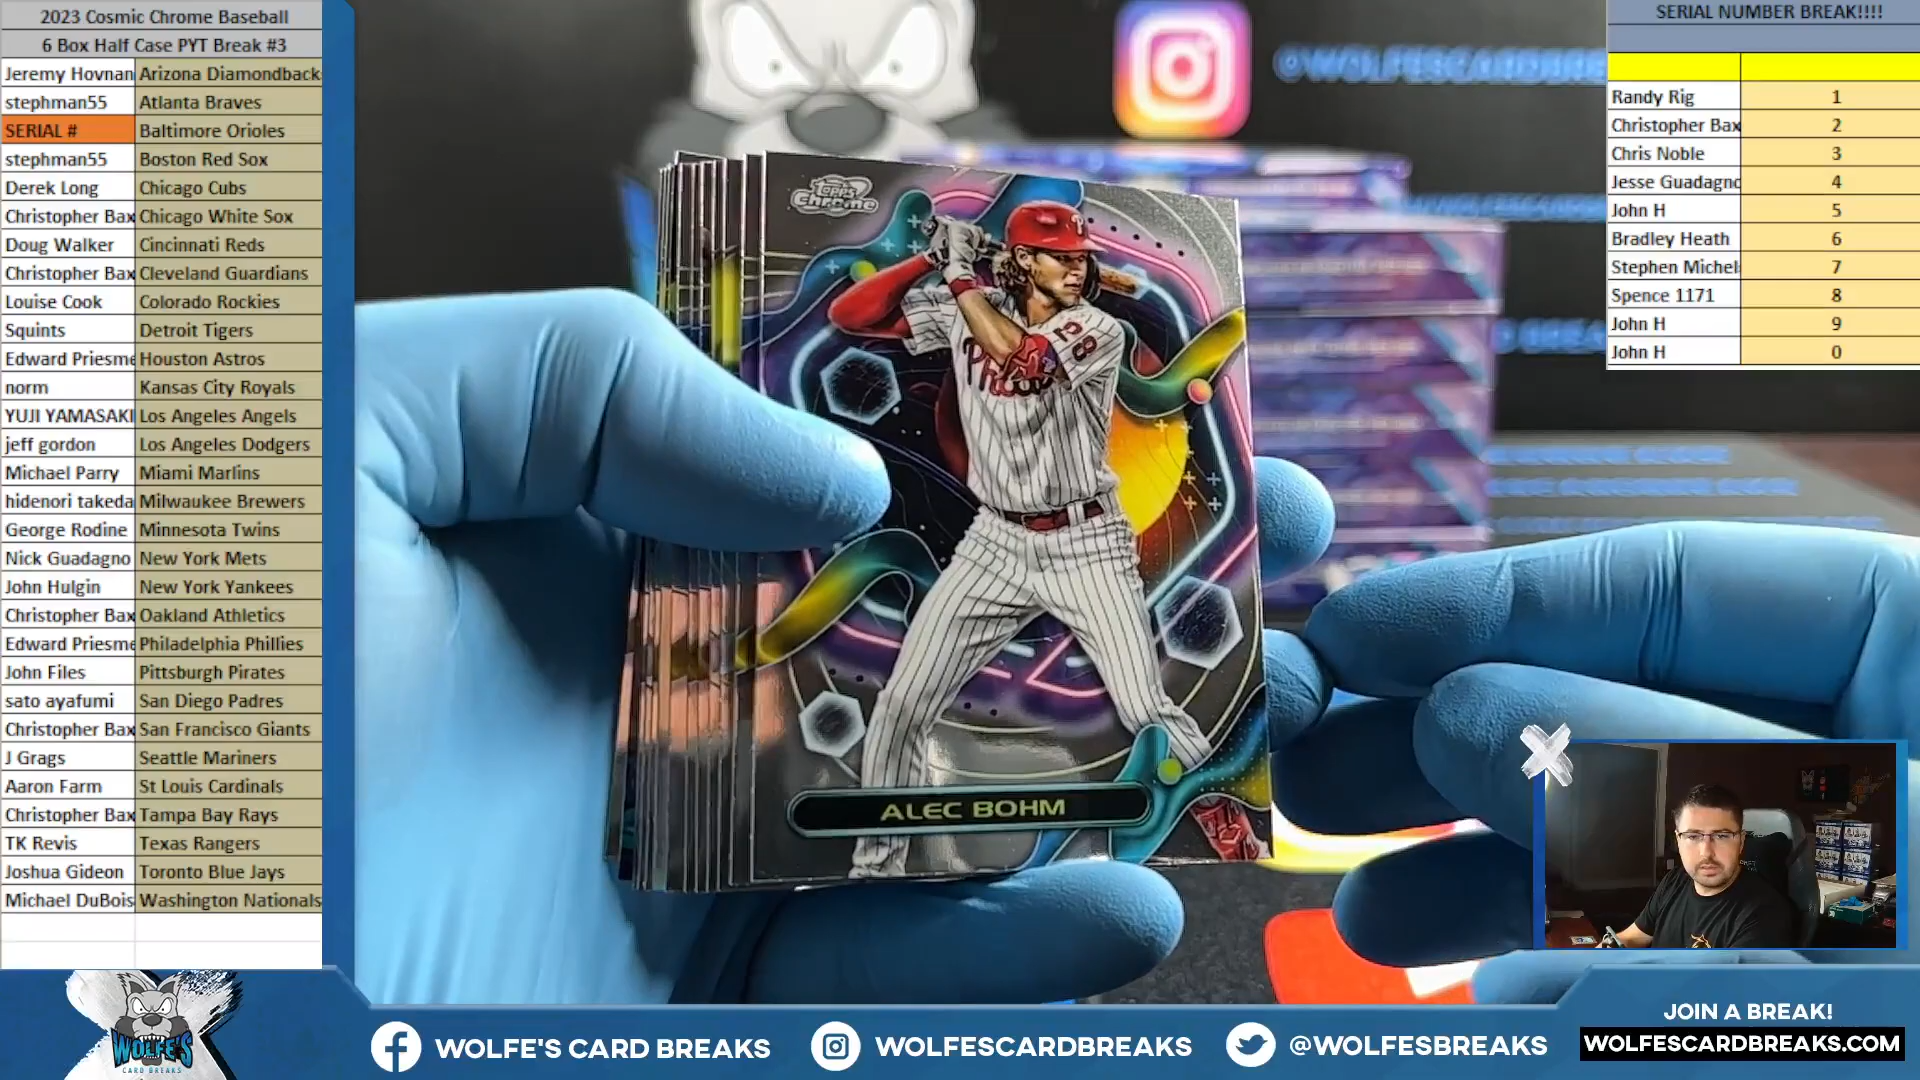 2023 Cosmic Chrome Baseball
6 Box Half Case PYT Break #3
Jeremy Hovnan Arizona Diamondback
stephman55 Atlanta Braves
SERIAL # Baltimore Orioles
stephman55 Boston Red Sox
Derek Long Chicago Cubs
Christopher Bax Chicago White Sox
Doug Walker Cincinnati Reds
Christopher Bax Cleveland Guardians
Louise Cook Colorado Rockies
Squints Detroit Tigers
Edward Priesme Houston Astros
norm Kansas City Royals
YUJI YAMASAKI Los Angeles Angels
jeff gordon Los Angeles Dodgers
Michael Parry Miami Marlins
hidenori takeda Milwaukee Brewers
George Rodine Minnesota Twins
Nick Guadagno New York Mets
John Hulgin New York Yankees
Christopher Bax Oakland Athletics
Edward Priesme Philadelphia Phillies
John Files Pittsburgh Pirates
sato ayafumi San Diego Padres
Christopher Bax San Francisco Giants
J Grags Seattle Mariners
Aaron Farm St Louis Cardinals
Christopher Bax Tampa Bay Rays
TK Revis Texas Rangers
Joshua Gideon Toronto Blue Jays
Michael DuBois Washington Nationals
@WOLFESCARDBRE
Topps
Chrome
P
Phillies
28
ALEC BOHM
SERIAL NUMBER BREAK!!!!
Randy Rig 1
Christopher Bax 2
Chris Noble 3
Jesse Guadagno 4
John H 5
Bradley Heath 6
Stephen Michel 7
Spence 1171 8
John H 9
John H 0
WOLFE'S
CARD BREAKS
WOLFE'S CARD BREAKS
WOLFESCARDBREAKS
@WOLFESBREAKS
JOIN A BREAK!
WOLFESCARDBREAKS.COM